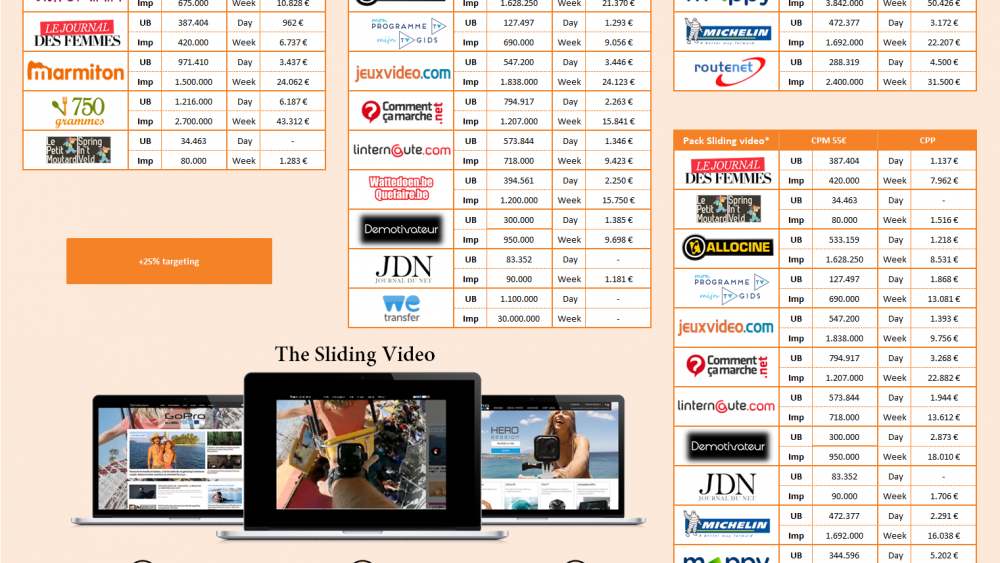 Imp 675.000 Week 10.828 €
LE JOURNAL DES FEMMES UB 387.404 Day 962 €
Imp 420.000 Week 6.737 €
marmiton UB 971.410 Day 3.437 €
Imp 1.500.000 Week 24.062 €
750 grammes UB 1.216.000 Day 6.187 €
Imp 2.700.000 Week 43.312 €
Le Petit Moutard Spring In't Veld UB 34.463 Day -
Imp 80.000 Week 1.283 €
+25% targeting
Imp 1.628.250 Week 21.370 €
mon PROGRAMME TV mijn TV GIDS UB 127.497 Day 1.293 €
Imp 690.000 Week 9.056 €
jeuxvideo.com UB 547.200 Day 3.446 €
Imp 1.838.000 Week 24.123 €
Comment ça marche.net UB 794.917 Day 2.263 €
Imp 1.207.000 Week 15.841 €
lintern@ute.com UB 573.844 Day 1.346 €
Imp 718.000 Week 9.423 €
Wattedoen.be Quefaire.be UB 394.561 Day 2.250 €
Imp 1.200.000 Week 15.750 €
Demotivateur UB 300.000 Day 1.385 €
Imp 950.000 Week 9.698 €
JDN JOURNAL DU NET UB 83.352 Day -
Imp 90.000 Week 1.181 €
we transfer UB 1.100.000 Day -
Imp 30.000.000 Week -
The Sliding Video
GoPro
HERO
SESSION
Imp 3.842.000 Week 50.426 €
MICHELIN A better way forward UB 472.377 Day 3.172 €
Imp 1.692.000 Week 22.207 €
routenet UB 288.319 Day 4.500 €
Imp 2.400.000 Week 31.500 €
Pack Sliding video* CPM 55€ CPP
LE JOURNAL DES FEMMES UB 387.404 Day 1.137 €
Imp 420.000 Week 7.962 €
Le Petit Moutard Spring In't Veld UB 34.463 Day -
Imp 80.000 Week 1.516 €
ALLOCINE UB 533.159 Day 1.218 €
Imp 1.628.250 Week 8.531 €
mon PROGRAMME TV mijn TV GIDS UB 127.497 Day 1.868 €
Imp 690.000 Week 13.081 €
jeuxvideo.com UB 547.200 Day 1.393 €
Imp 1.838.000 Week 9.756 €
Comment ça marche.net UB 794.917 Day 3.268 €
Imp 1.207.000 Week 22.882 €
lintern@ute.com UB 573.844 Day 1.944 €
Imp 718.000 Week 13.612 €
Demotivateur UB 300.000 Day 2.873 €
Imp 950.000 Week 18.010 €
JDN JOURNAL DU NET UB 83.352 Day -
Imp 90.000 Week 1.706 €
MICHELIN A better way forward UB 472.377 Day 2.291 €
Imp 1.692.000 Week 16.038 €
mappy UB 344.596 Day 5.202 €